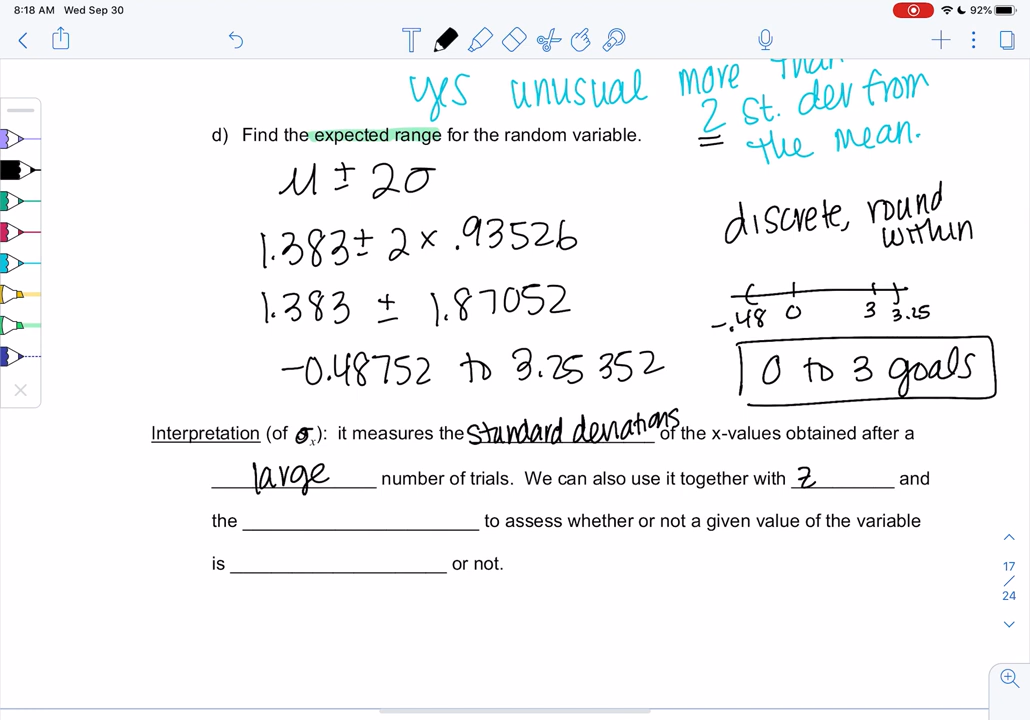 8:18 AM Wed Sep 30
92%
yes unusual more than
2 st. dev from
the mean.
d) Find the expected range for the random variable.
μ ± 2σ
1.383 ± 2 × .93526
discrete, round
within
1.383 ± 1.87052
-.48 0 3 3.25
-0.48752 to 3.25352
0 to 3 goals
Interpretation (of σx): it measures the standard deviations of the x-values obtained after a
large number of trials. We can also use it together with z and
the ____________ to assess whether or not a given value of the variable
is ____________ or not.
17
/
24